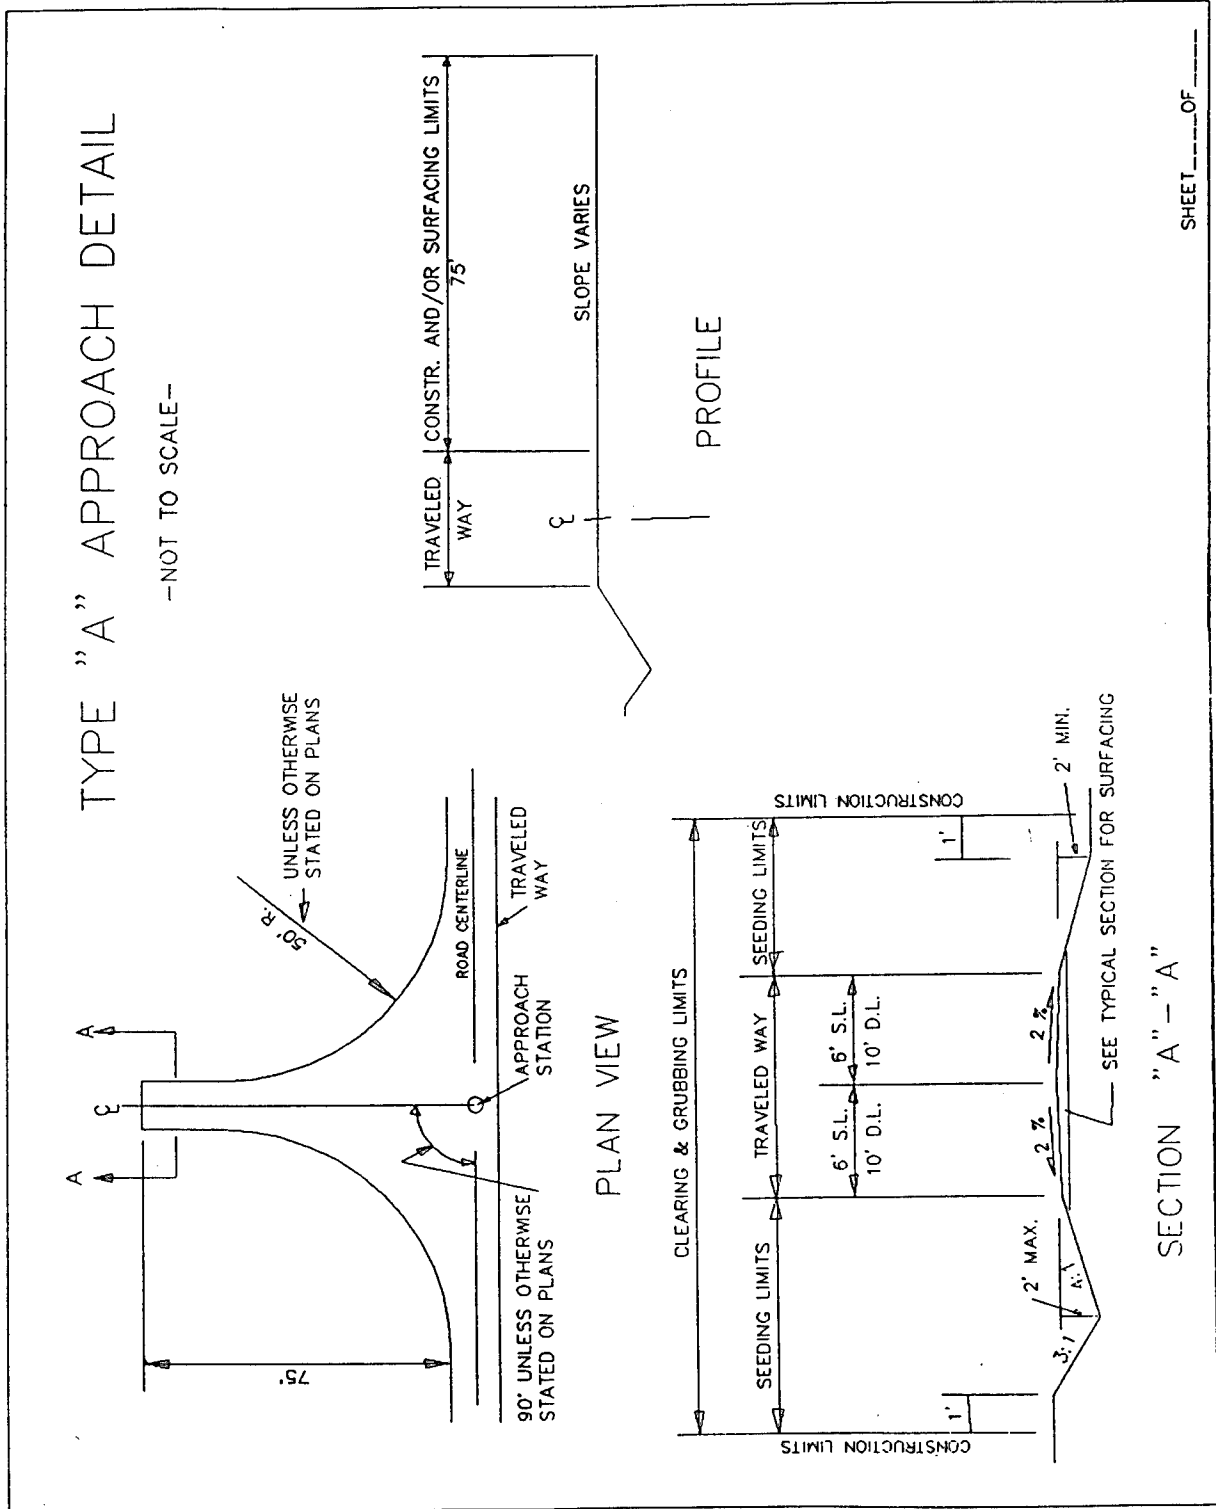 TYPE "A" APPROACH DETAIL
-NOT TO SCALE-
A
A
℄
75'
50' R.
UNLESS OTHERWISE
STATED ON PLANS
ROAD CENTERLINE
TRAVELED
WAY
APPROACH
STATION
90° UNLESS OTHERWISE
STATED ON PLANS
PLAN VIEW
TRAVELED
WAY
CONSTR. AND/OR SURFACING LIMITS
75'
℄
SLOPE VARIES
PROFILE
CLEARING & GRUBBING LIMITS
SEEDING LIMITS
TRAVELED WAY
SEEDING LIMITS
6' S.L.
10' D.L.
6' S.L.
10' D.L.
CONSTRUCTION LIMITS
CONSTRUCTION LIMITS
1'
1'
3:1
2' MAX.
2 %
2 %
2' MIN.
SEE TYPICAL SECTION FOR SURFACING
SECTION "A"-"A"
SHEET____OF____